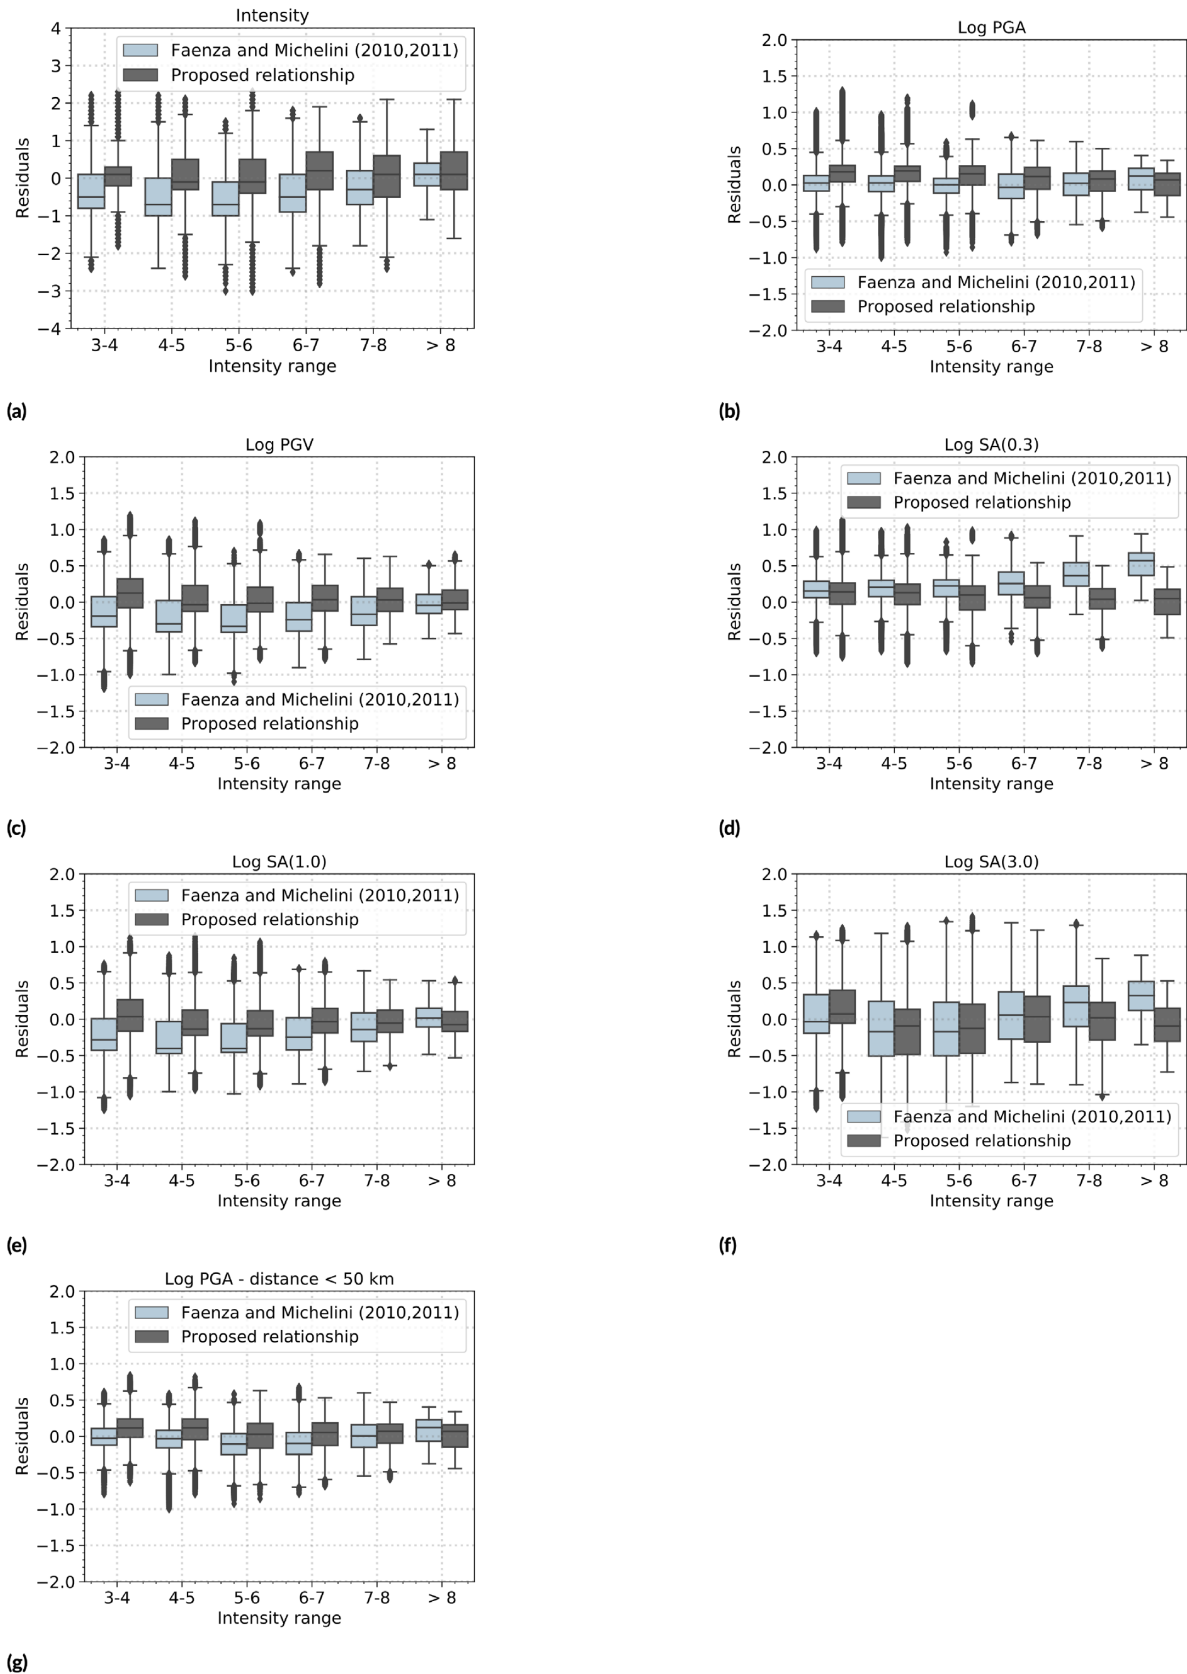 Intensity
4
3
2
1
0
−1
−2
−3
−4
Residuals
Faenza and Michelini (2010,2011)
Proposed relationship
3-4 4-5 5-6 6-7 7-8 > 8
Intensity range
(a)
Log PGA
2.0
1.5
1.0
0.5
0.0
−0.5
−1.0
−1.5
−2.0
Residuals
Faenza and Michelini (2010,2011)
Proposed relationship
3-4 4-5 5-6 6-7 7-8 > 8
Intensity range
(b)
Log PGV
2.0
1.5
1.0
0.5
0.0
−0.5
−1.0
−1.5
−2.0
Residuals
Faenza and Michelini (2010,2011)
Proposed relationship
3-4 4-5 5-6 6-7 7-8 > 8
Intensity range
(c)
Log SA(0.3)
2.0
1.5
1.0
0.5
0.0
−0.5
−1.0
−1.5
−2.0
Residuals
Faenza and Michelini (2010,2011)
Proposed relationship
3-4 4-5 5-6 6-7 7-8 > 8
Intensity range
(d)
Log SA(1.0)
2.0
1.5
1.0
0.5
0.0
−0.5
−1.0
−1.5
−2.0
Residuals
Faenza and Michelini (2010,2011)
Proposed relationship
3-4 4-5 5-6 6-7 7-8 > 8
Intensity range
(e)
Log SA(3.0)
2.0
1.5
1.0
0.5
0.0
−0.5
−1.0
−1.5
−2.0
Residuals
Faenza and Michelini (2010,2011)
Proposed relationship
3-4 4-5 5-6 6-7 7-8 > 8
Intensity range
(f)
Log PGA - distance < 50 km
2.0
1.5
1.0
0.5
0.0
−0.5
−1.0
−1.5
−2.0
Residuals
Faenza and Michelini (2010,2011)
Proposed relationship
3-4 4-5 5-6 6-7 7-8 > 8
Intensity range
(g)